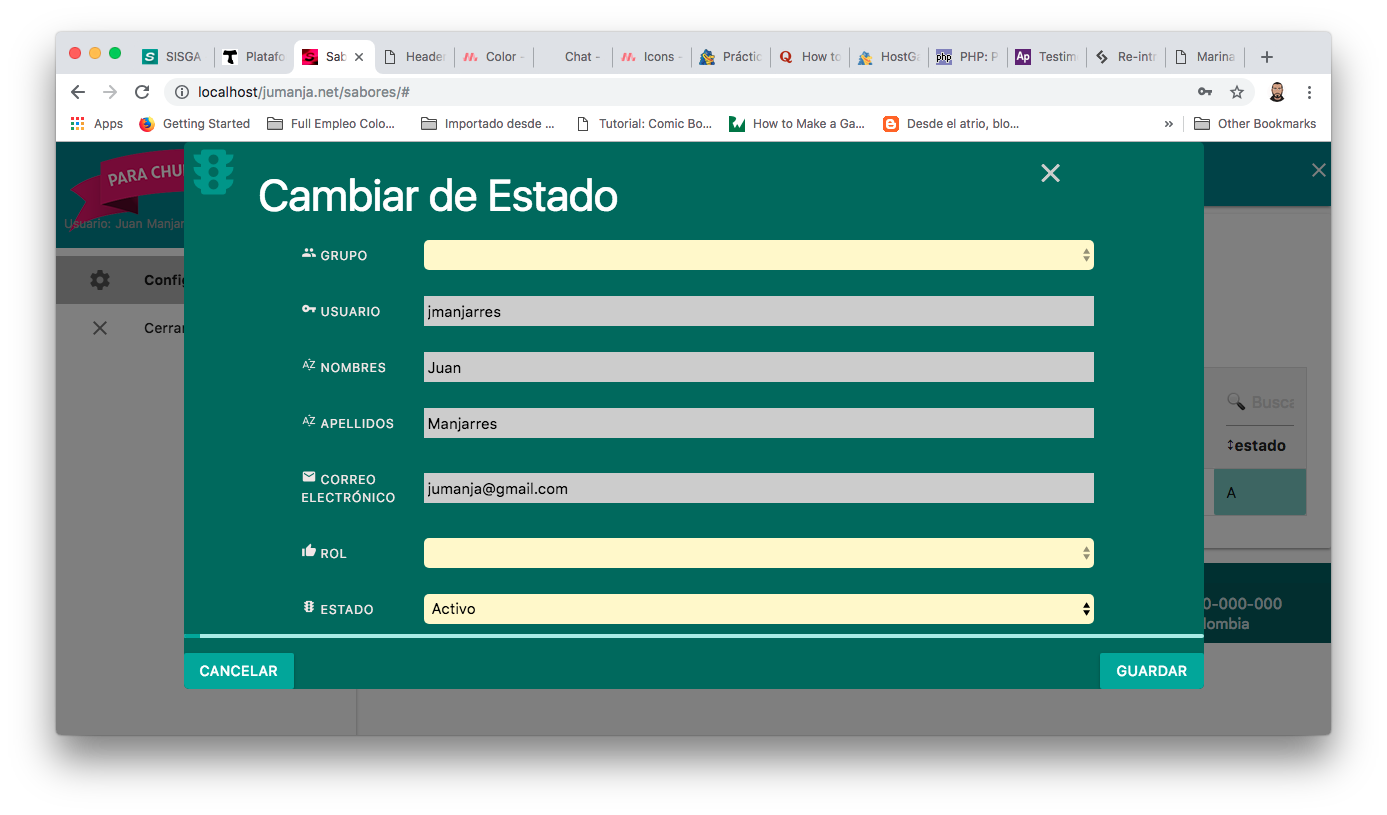 SISGA
Platafo
Sab
Header
Color -
Chat -
Icons -
Práctic
How to
HostGa
PHP: P
Testim
Re-intr
Marina
localhost/jumanja.net/sabores/#
Apps
Getting Started
Full Empleo Colo...
Importado desde ...
Tutorial: Comic Bo...
How to Make a Ga...
Desde el atrio, blo...
»
Other Bookmarks
PARA CHU
Usuario: Juan Manjar
Config
Cerrar
Cambiar de Estado
GRUPO
USUARIO
jmanjarres
NOMBRES
Juan
APELLIDOS
Manjarres
CORREO
ELECTRÓNICO
jumanja@gmail.com
ROL
ESTADO
Activo
CANCELAR
GUARDAR
Busca
estado
A
0-000-000
lombia